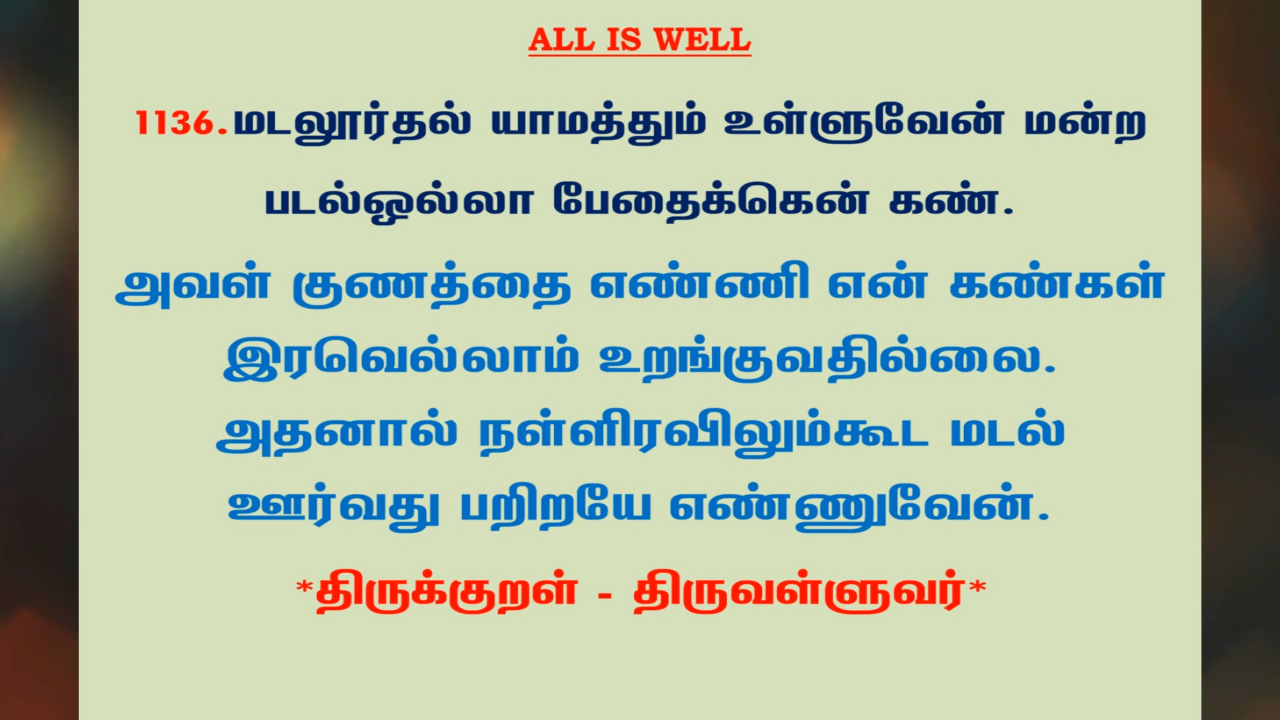 ALL IS WELL
1136.மடலூர்தல் யாமத்தும் உள்ளுவேன் மன்ற
படல்ஒல்லா பேதைக்கென் கண்.
அவள் குணத்தை எண்ணி என் கண்கள்
இரவெல்லாம் உறங்குவதில்லை.
அதனால் நள்ளிரவிலும்கூட மடல்
ஊர்வது பறிறயே எண்ணுவேன்.
*திருக்குறள் - திருவள்ளுவர்*